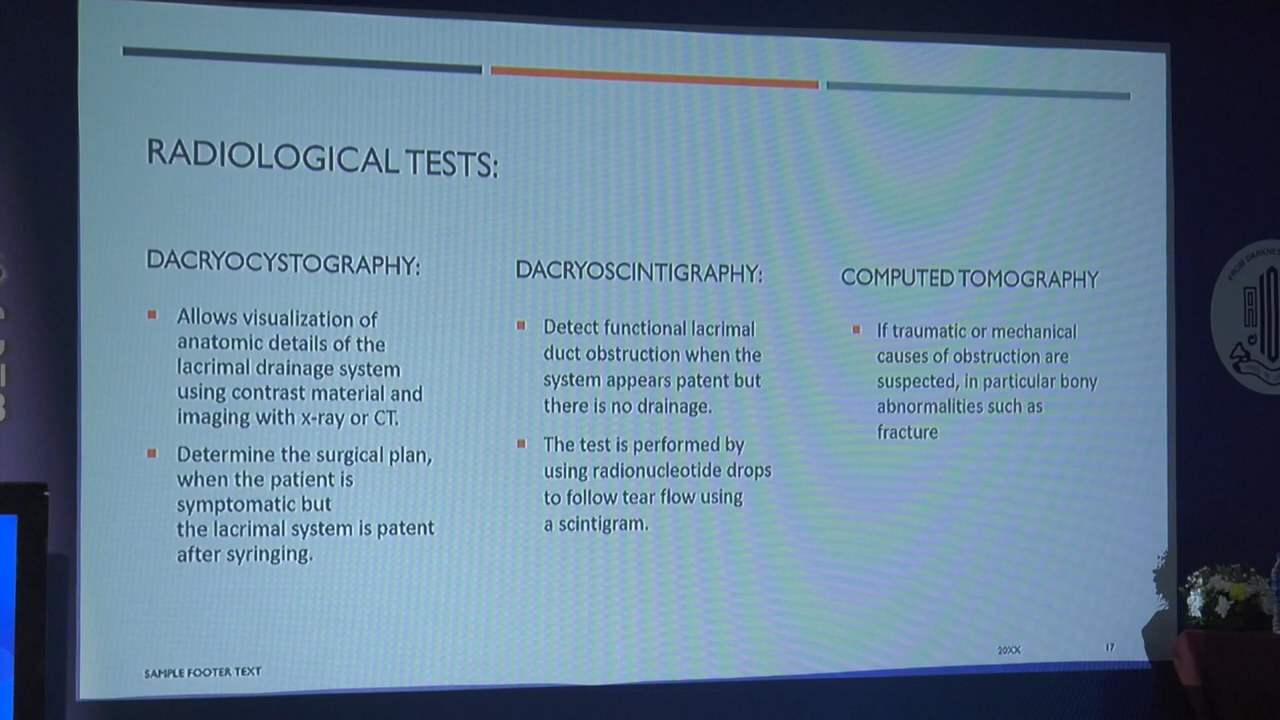 RADIOLOGICAL TESTS:
DACRYOCYSTOGRAPHY:
Allows visualization of
anatomic details of the
lacrimal drainage system
using contrast material and
imaging with x-ray or CT.
Determine the surgical plan,
when the patient is
symptomatic but
the lacrimal system is patent
after syringing.
DACRYOSCINTIGRAPHY:
Detect functional lacrimal
duct obstruction when the
system appears patent but
there is no drainage.
The test is performed by
using radionucleotide drops
to follow tear flow using
a scintigram.
COMPUTED TOMOGRAPHY
If traumatic or mechanical
causes of obstruction are
suspected, in particular bony
abnormalities such as
fracture
SAMPLE FOOTER TEXT
20XX
17
FROM DARKNESS